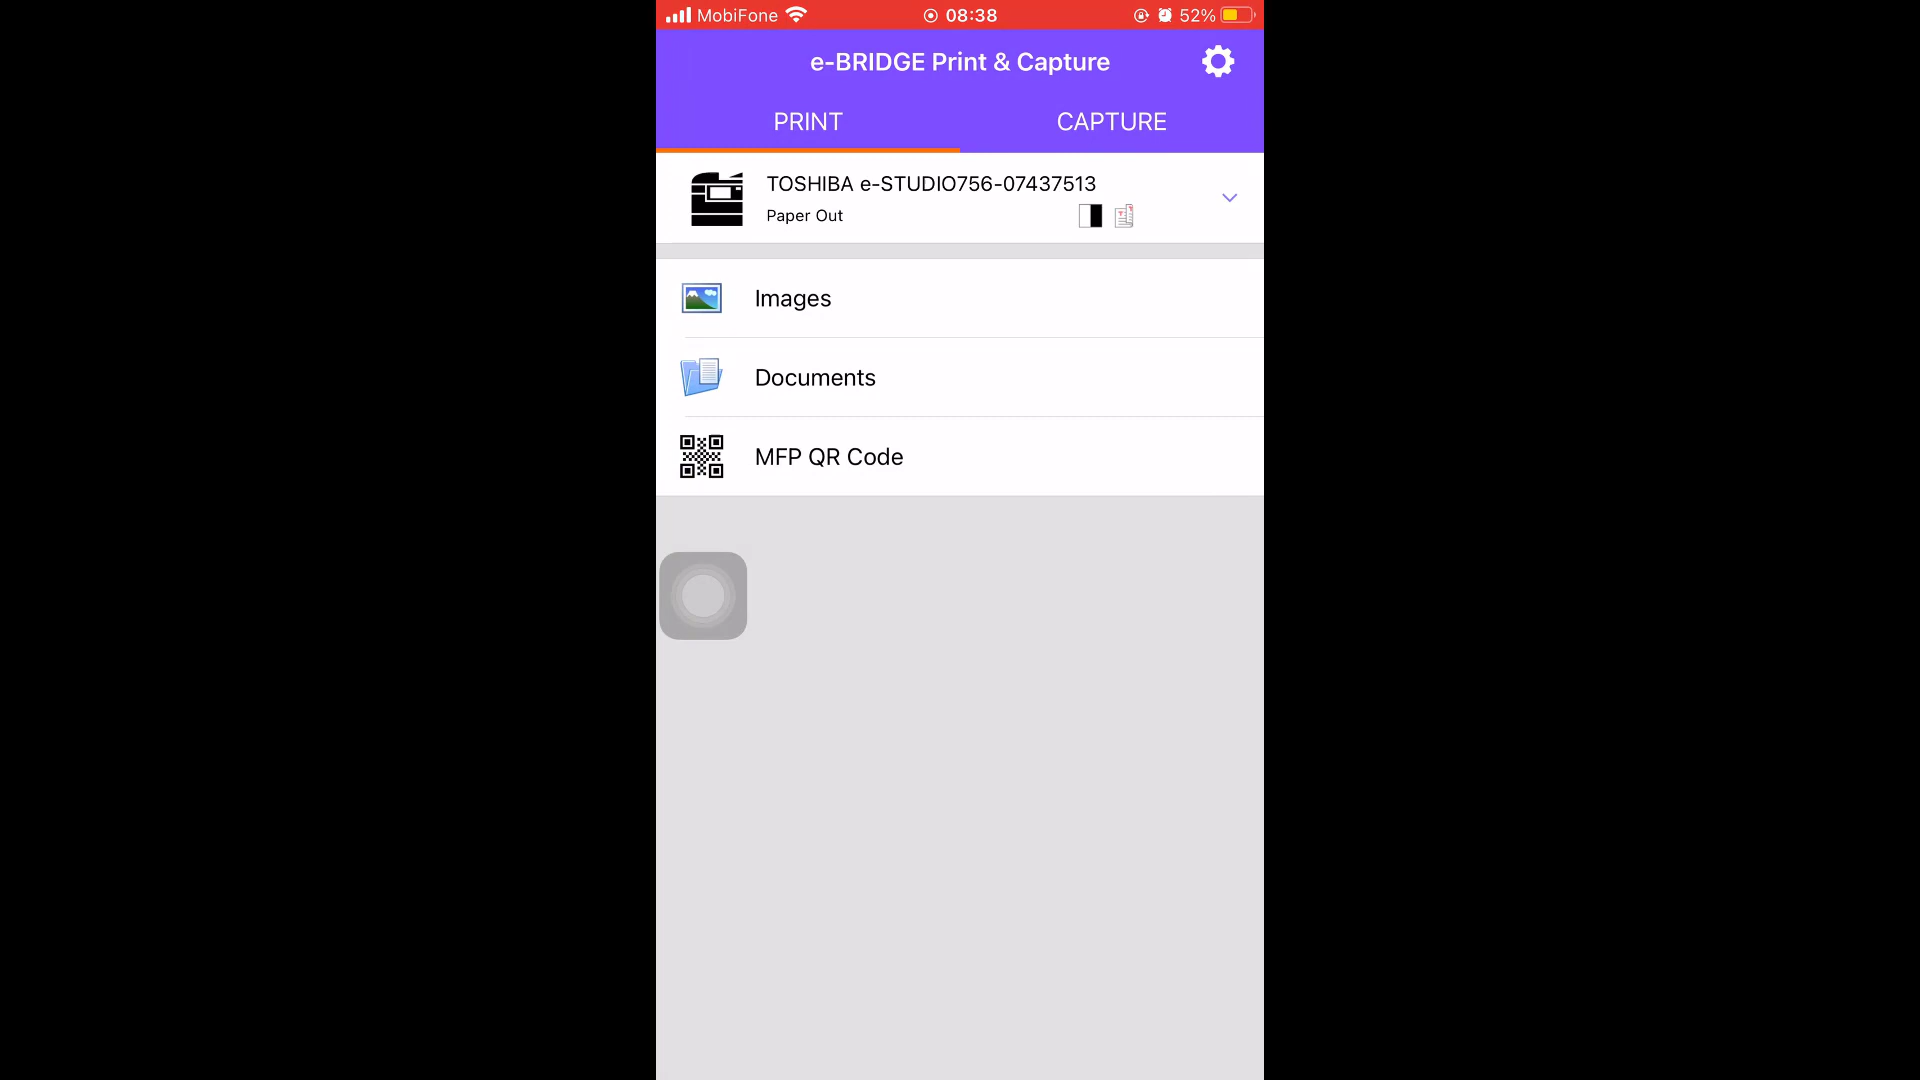 MobiFone 08:38 52%
e-BRIDGE Print & Capture
PRINT CAPTURE
TOSHIBA e-STUDIO756-07437513
Paper Out
Images
Documents
MFP QR Code